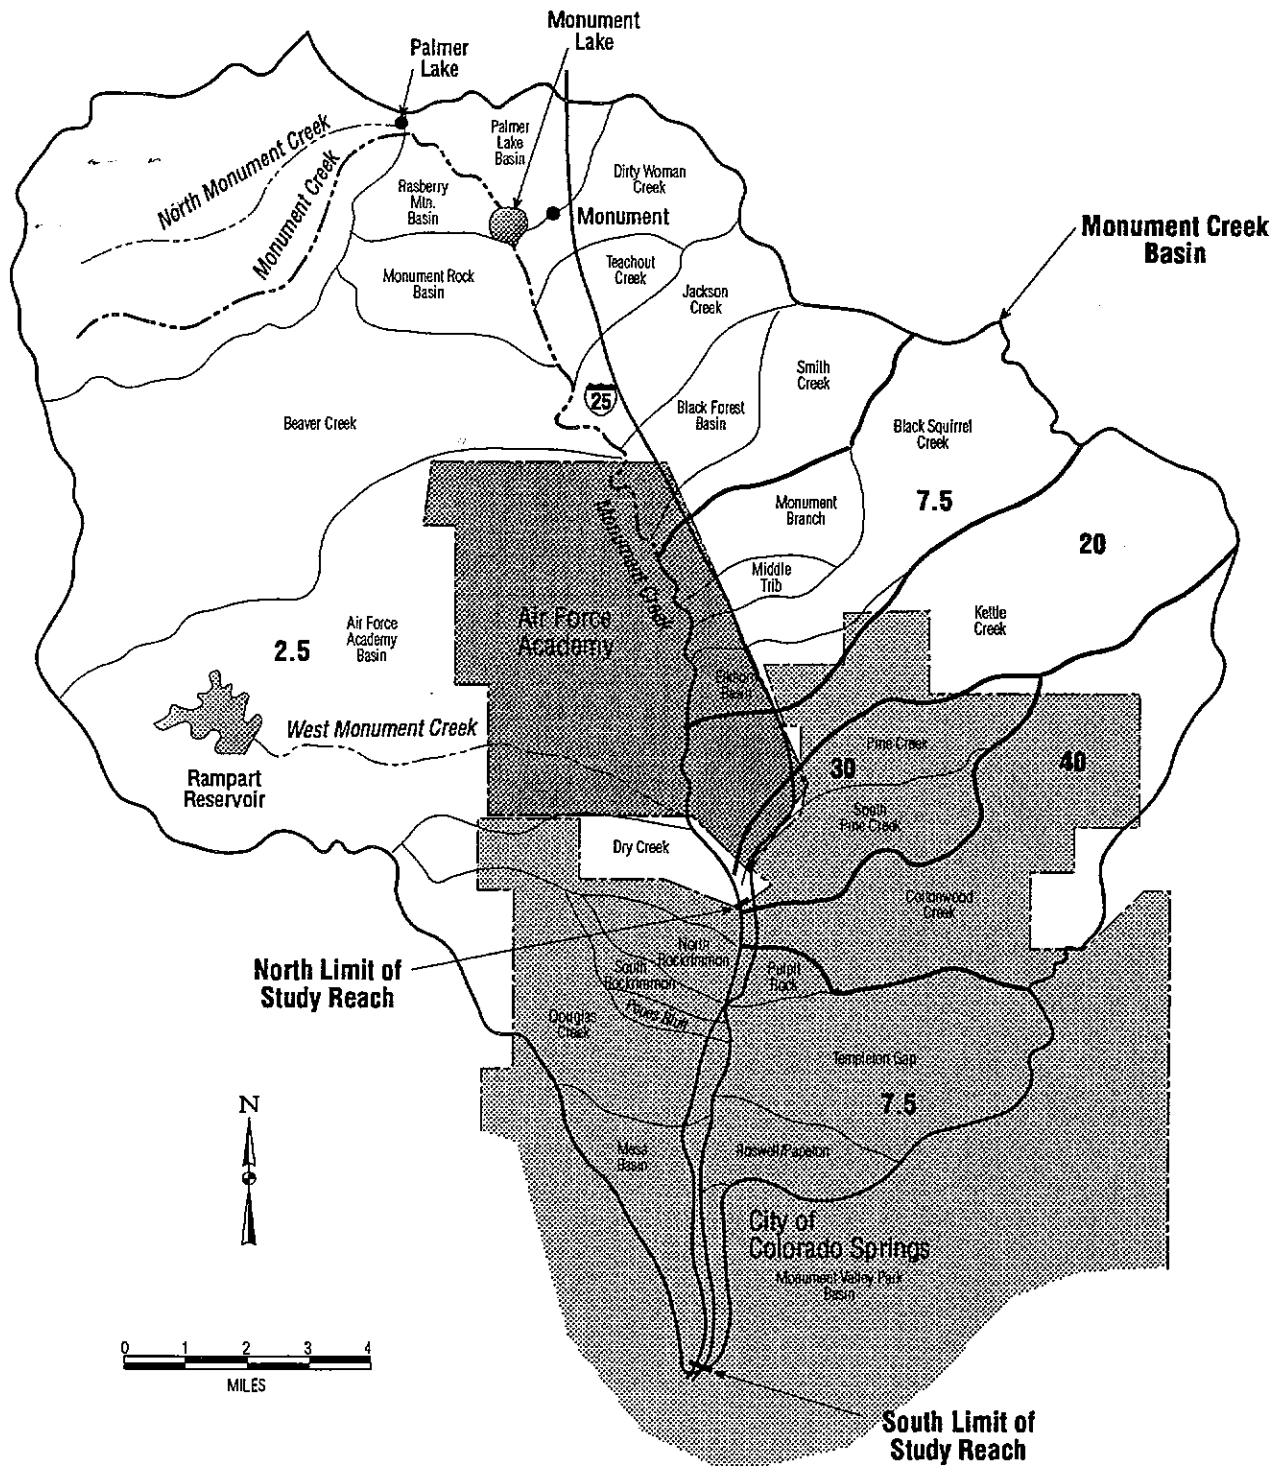 Monument
Lake
Palmer
Lake
North Monument Creek
Monument Creek
Palmer
Lake
Basin
Dirty Woman
Creek
Rasberry
Mtn.
Basin
Monument
Monument Creek
Basin
Teachout
Creek
Monument Rock
Basin
Jackson
Creek
Smith
Creek
25
Black Forest
Basin
Beaver Creek
Black Squirrel
Creek
7.5
Monument
Branch
Monument Creek
20
Middle
Trib
Air Force
Academy
Kettle
Creek
Air Force
Academy
Basin
2.5
West Monument Creek
Rampart
Reservoir
Pine Creek
30
40
South
Pine Creek
Dry Creek
Cottonwood
Creek
North Limit of
Study Reach
North
Rockrimmon
South
Rockrimmon
Popes Bluff
Douglas
Creek
Templeton Gap
7.5
N
Mesa
Basin
Roswell/Papeton
City of
Colorado Springs
Monument Valley Park
Basin
0 1 2 3 4
MILES
South Limit of
Study Reach